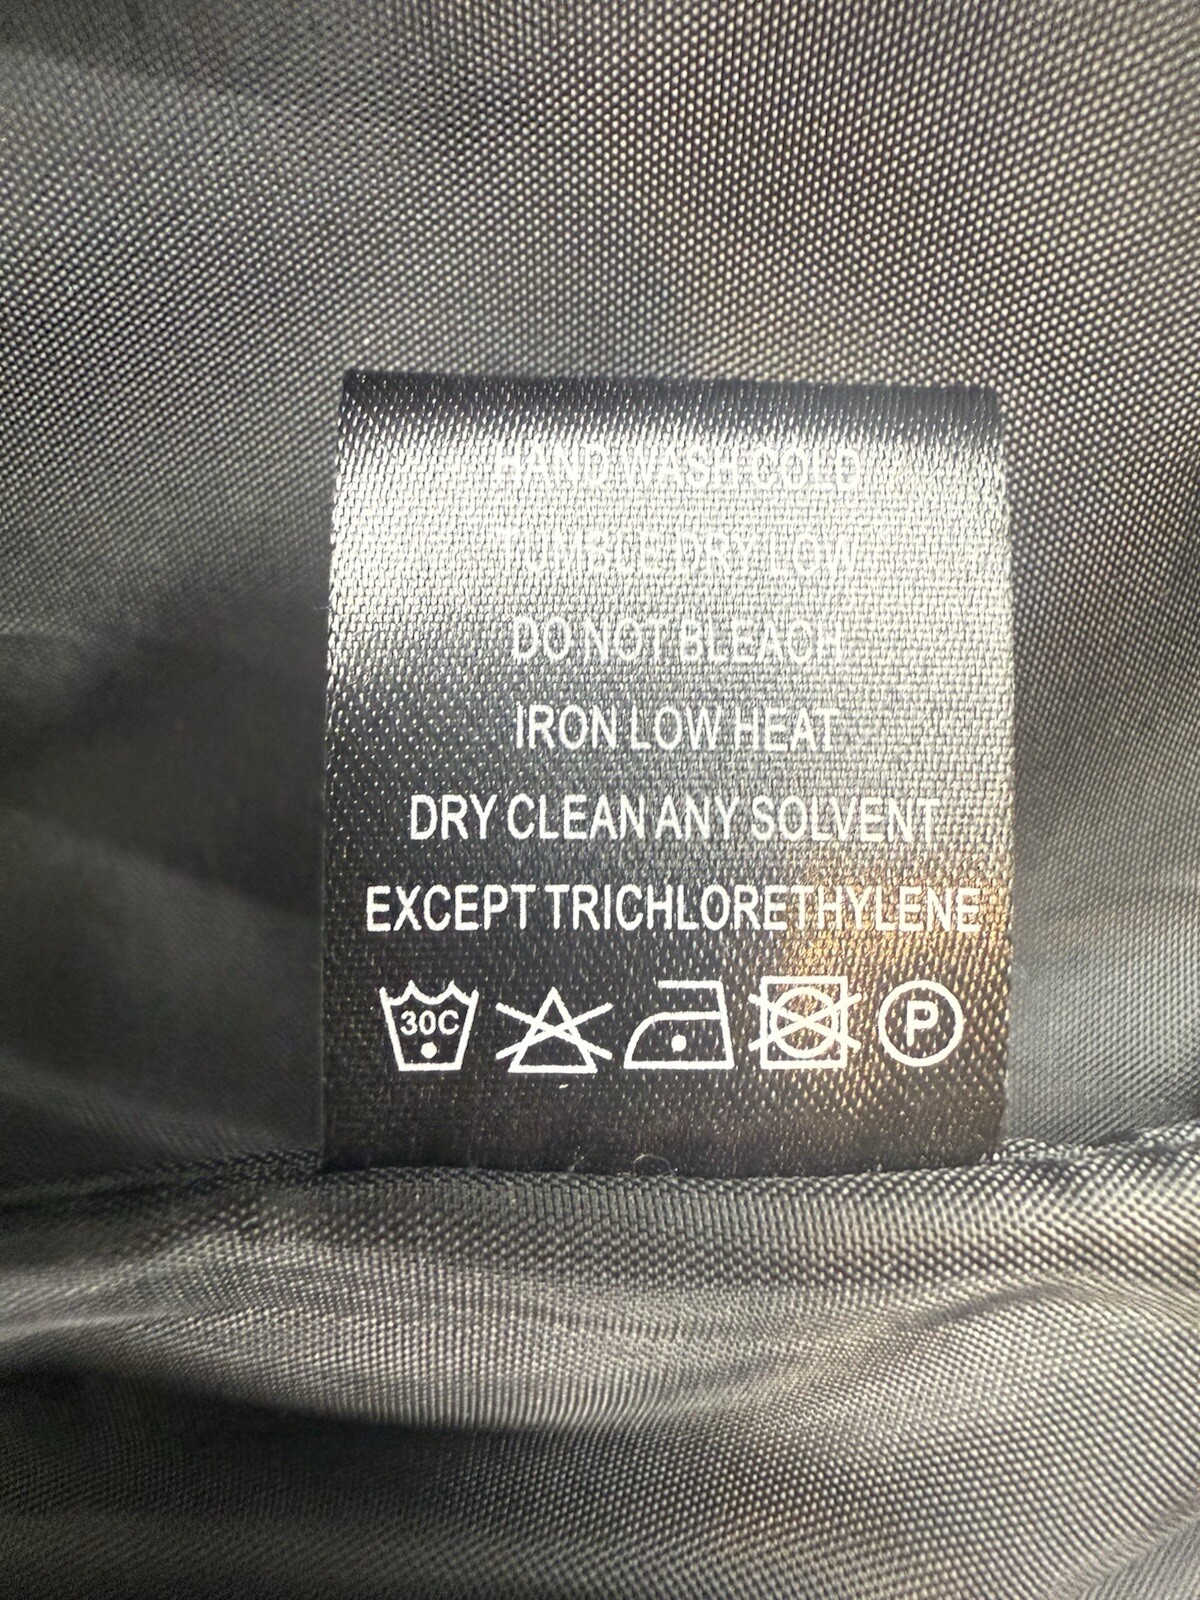 HAND WASH COLD
TUMBLE DRY LOW
DO NOT BLEACH
IRON LOW HEAT
DRY CLEAN ANY SOLVENT
EXCEPT TRICHLORETHYLENE
30C P